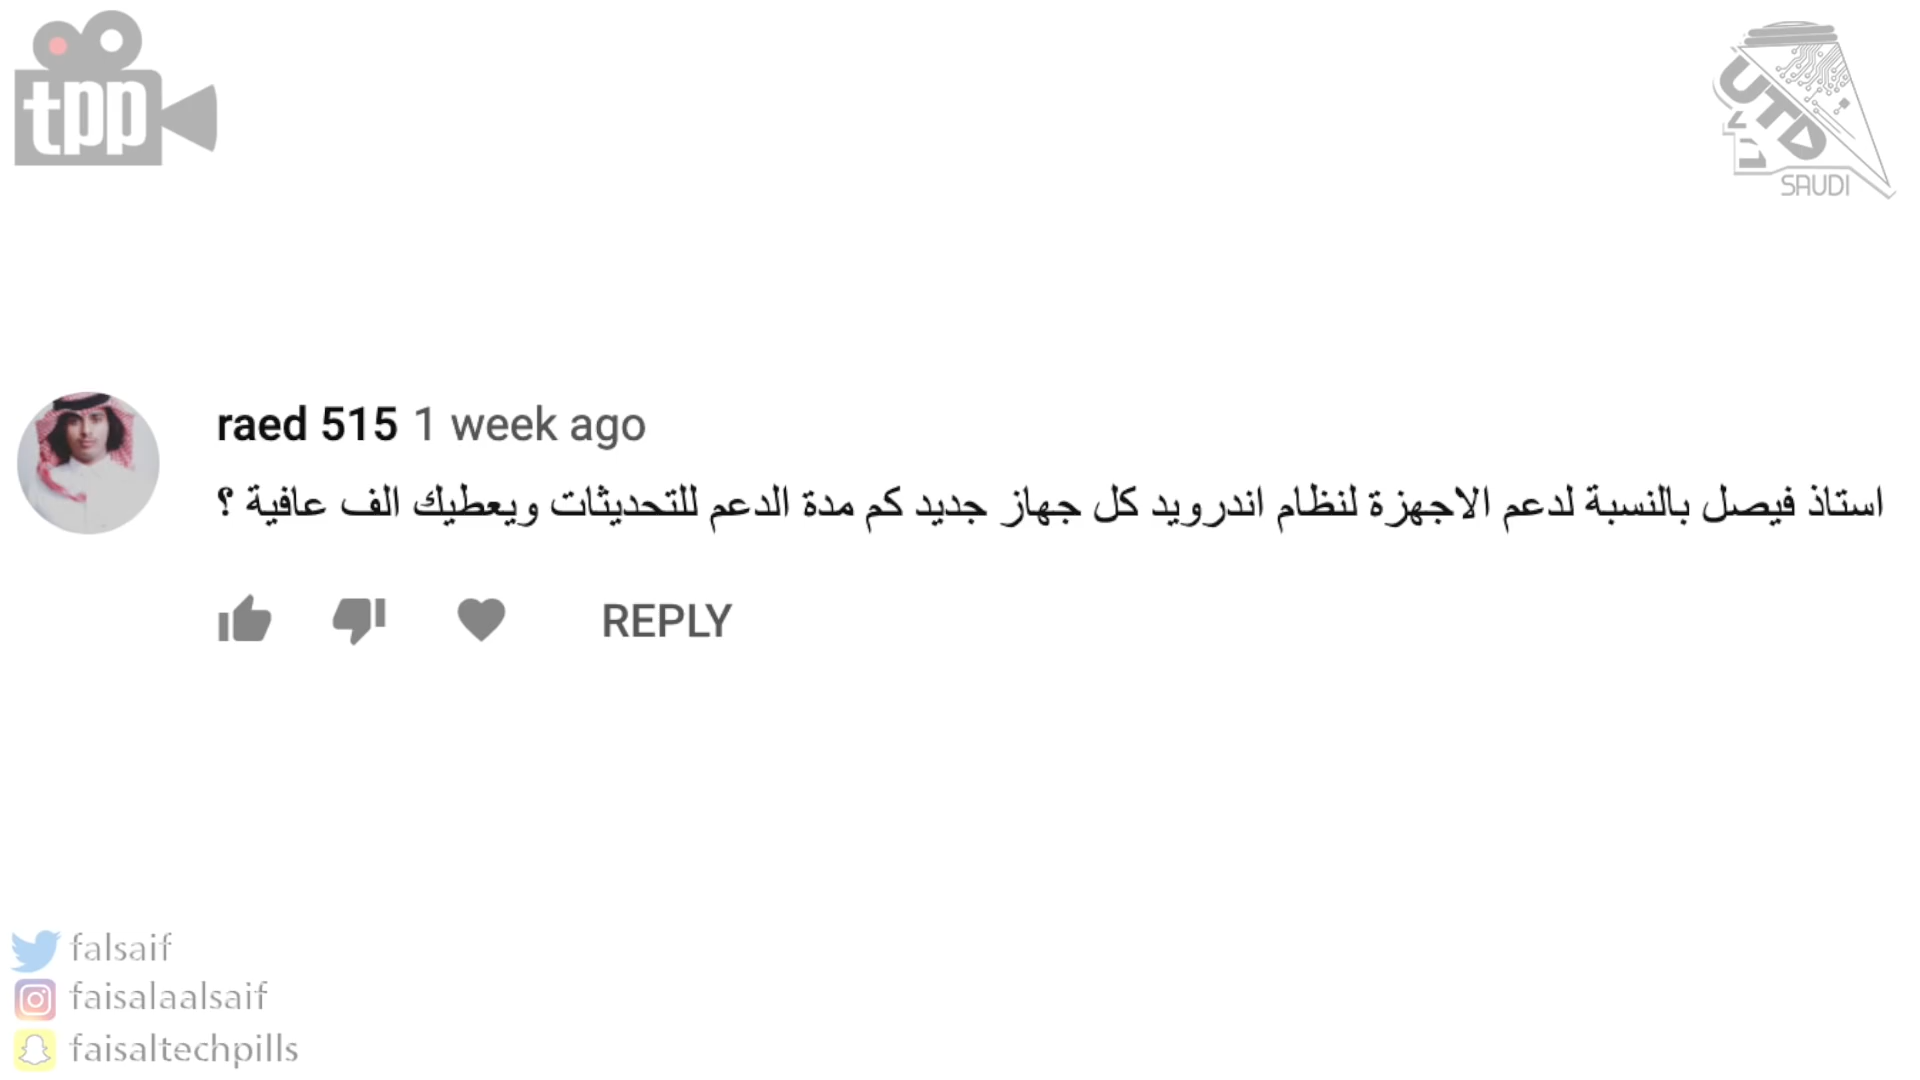 tpp
UTD
SAUDI
raed 515 1 week ago
استاذ فيصل بالنسبة لدعم الاجهزة لنظام اندرويد كل جهاز جديد كم مدة الدعم للتحديثات ويعطيك الف عافية ؟
REPLY
falsaif
faisalaalsaif
faisaltechpills